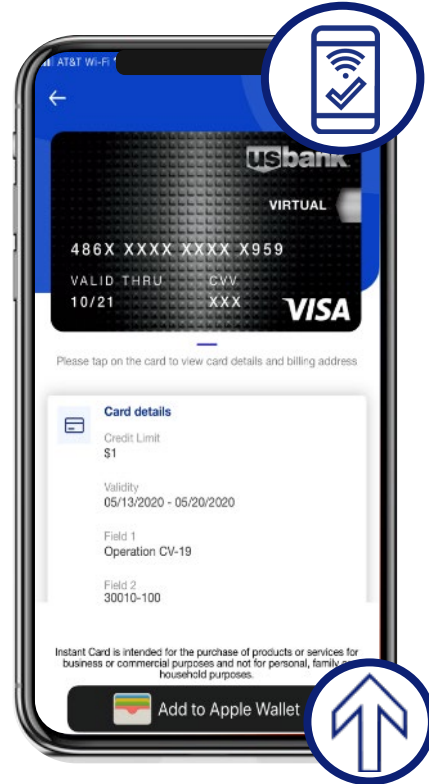 AT&T Wi-Fi
usbank
VIRTUAL
486X XXXX XXXX X959
VALID THRU CVV
10/21 XXX VISA
Please tap on the card to view card details and billing address
Card details
Credit Limit
$1
Validity
05/13/2020 - 05/20/2020
Field 1
Operation CV-19
Field 2
30010-100
Instant Card is intended for the purchase of products or services for
business or commercial purposes and not for personal, family
household purposes.
Add to Apple Wallet